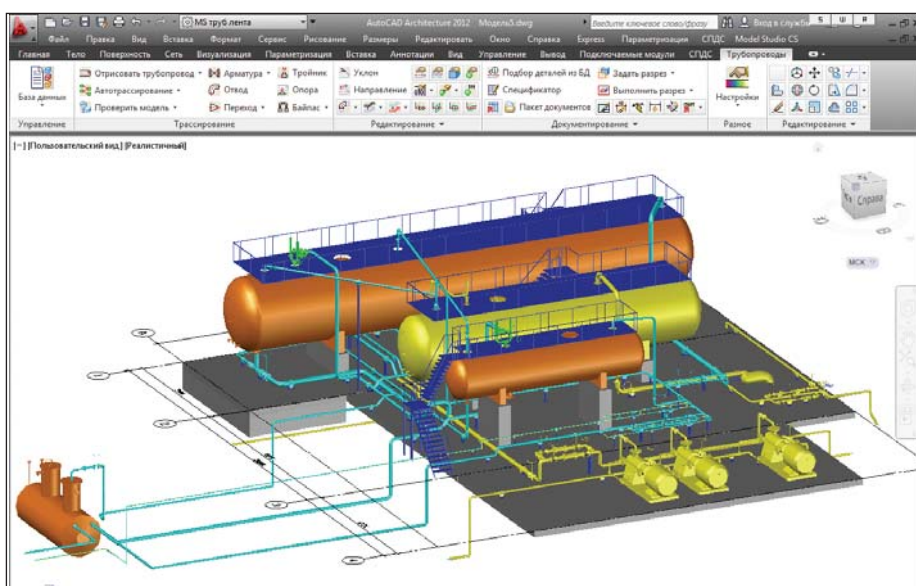 MS труб лента AutoCAD Architecture 2012 Модель5.dwg Введите ключевое слово/фразу Вход в службы S U R
Файл Правка Вид Вставка Формат Сервис Рисование Размеры Редактировать Окно Справка Express Параметризация СПДС Model Studio CS
Главная Тело Поверхность Сеть Визуализация Параметризация Вставка Аннотации Вид Управление Вывод Подключаемые модули СПДС Трубопроводы
Отрисовать трубопровод Арматура Тройник Уклон Подбор деталей из БД Задать разрез
База данных Автотрассирование Отвод Опора Направление Спецификатор Выполнить разрез Настройки
Проверить модель Переход Байпас Пакет документов
Управление Трассирование Редактирование Документирование Разное Редактирование
[−] [Пользовательский вид] [Реалистичный]
Справа
МСК